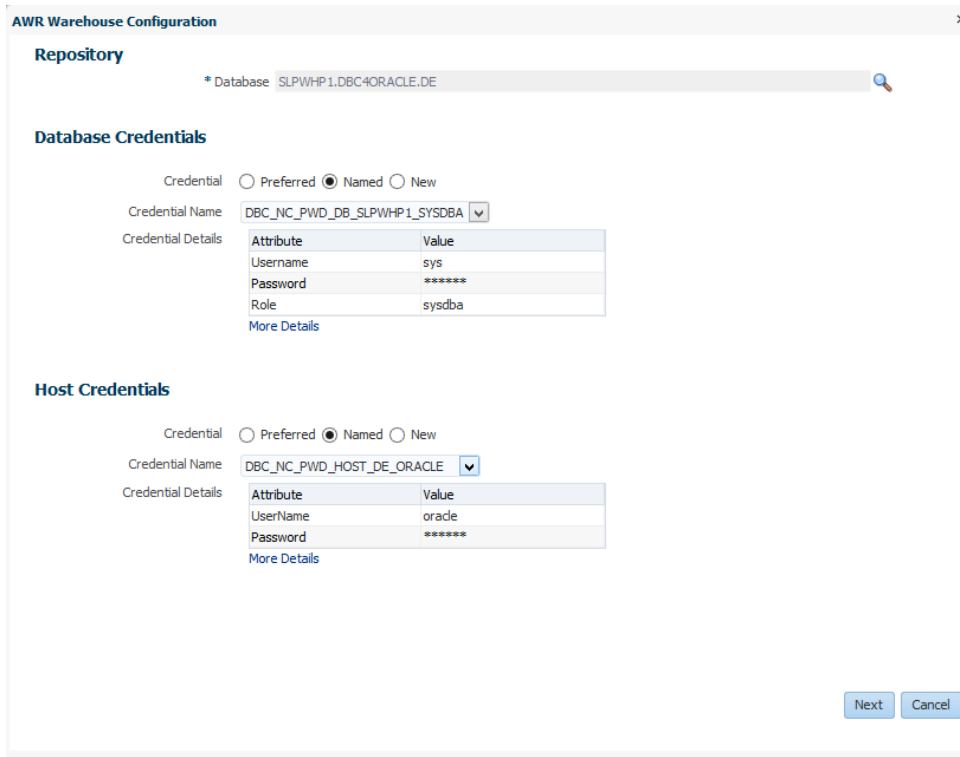 AWR Warehouse Configuration
Repository
* Database SLPWHP1.DBC4ORACLE.DE
Database Credentials
Credential Preferred Named New
Credential Name DBC_NC_PWD_DB_SLPWHP1_SYSDBA
Credential Details Attribute Value
Username sys
Password ******
Role sysdba
More Details
Host Credentials
Credential Preferred Named New
Credential Name DBC_NC_PWD_HOST_DE_ORACLE
Credential Details Attribute Value
UserName oracle
Password ******
More Details
Next Cancel